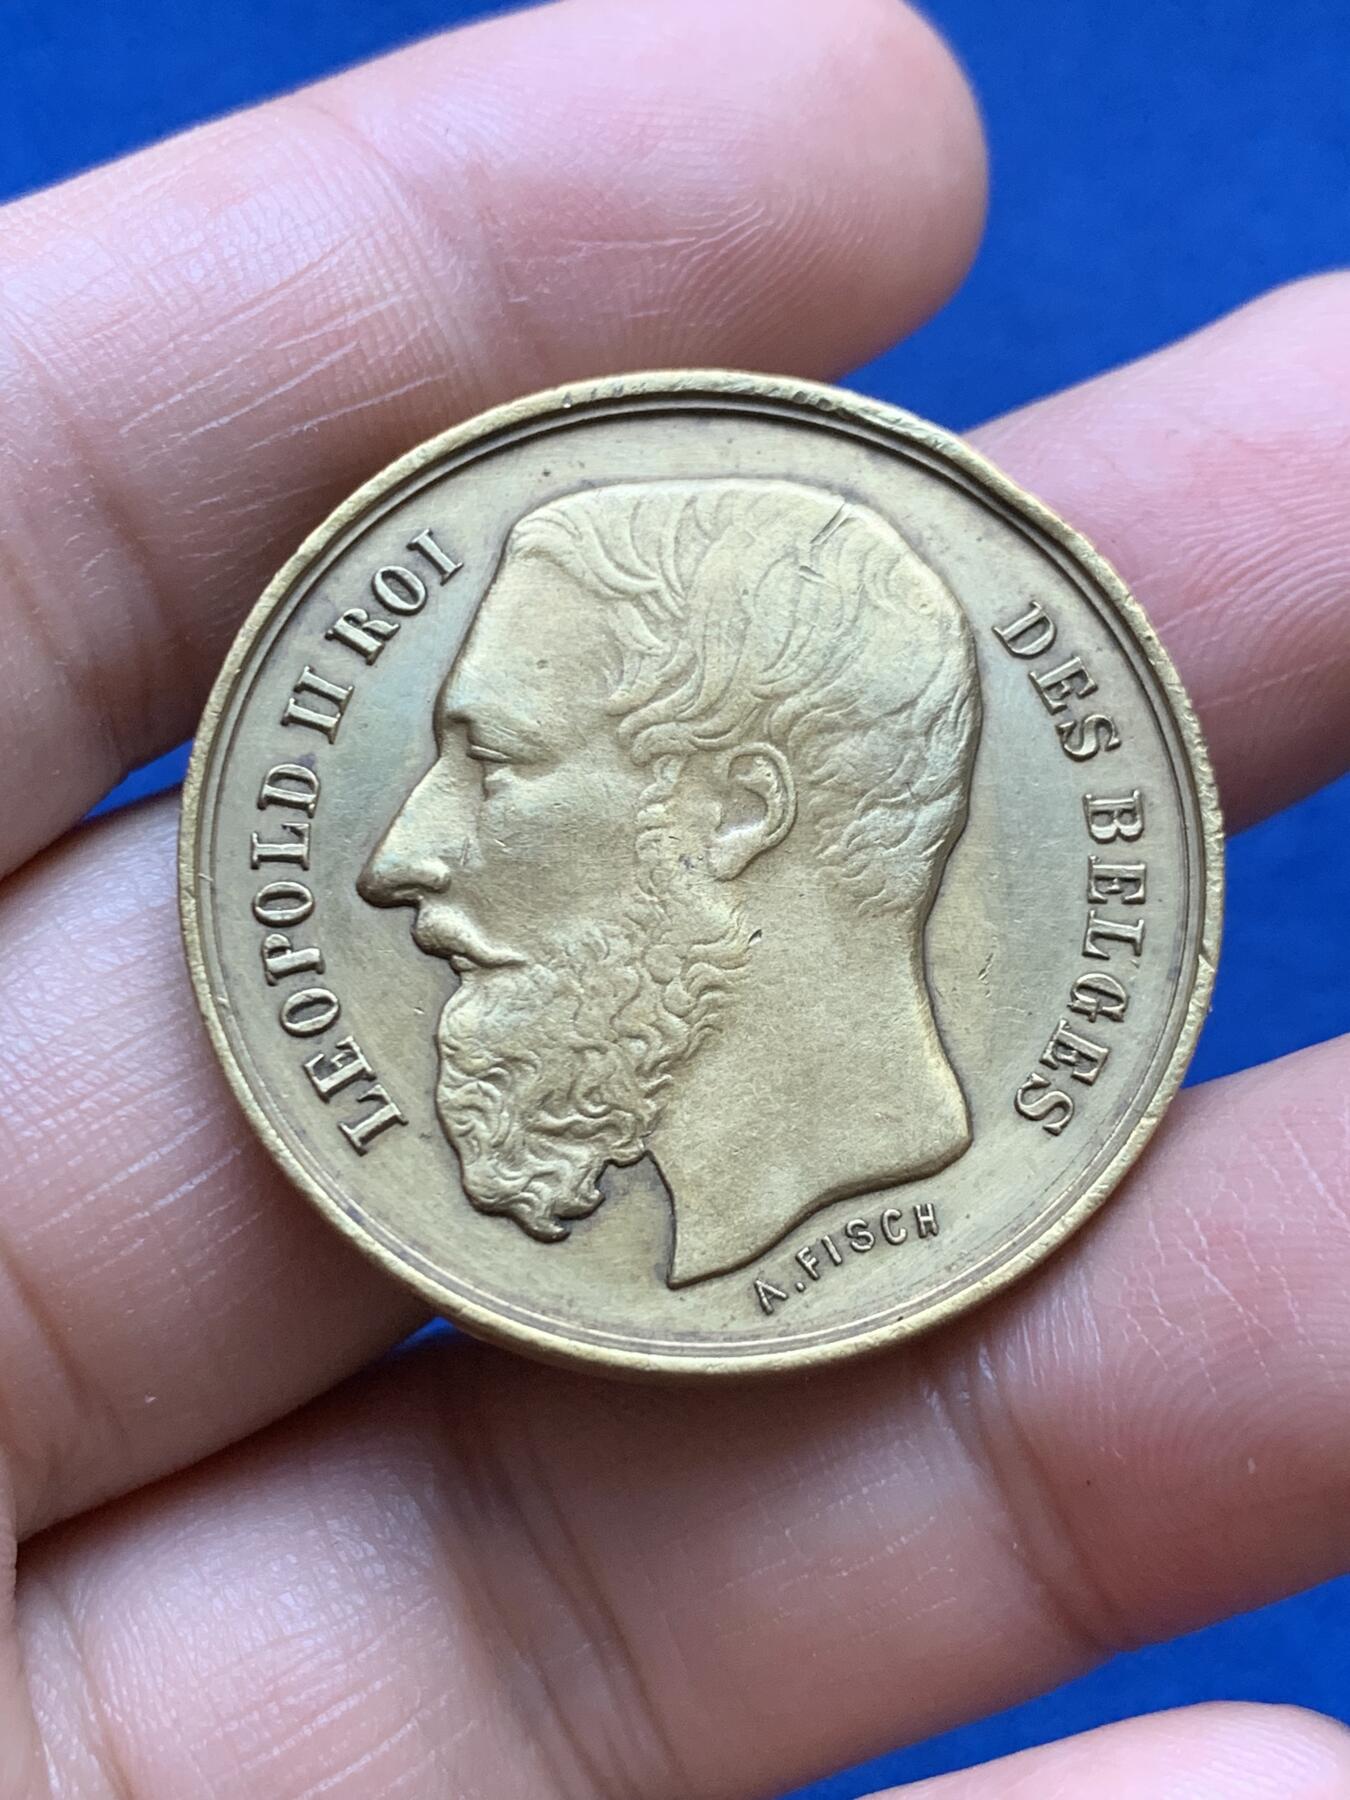 LEOPOLD II ROI DES BELGES
A. FISCH